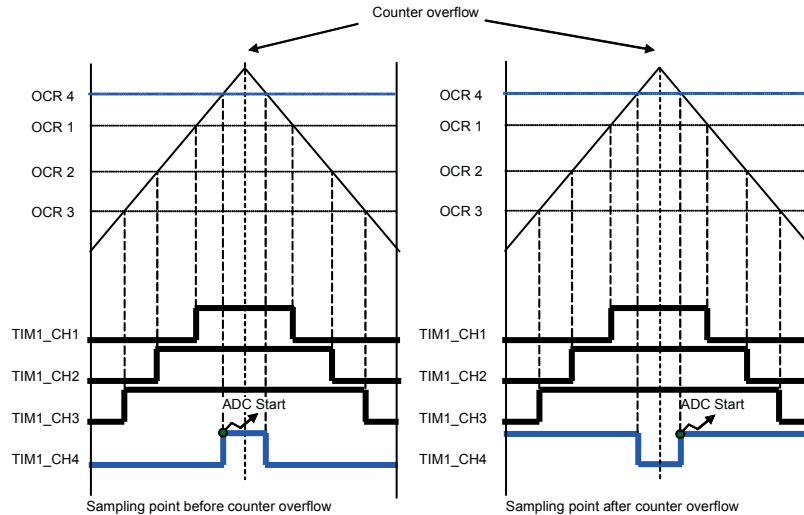 Counter overflow
OCR 4
OCR 1
OCR 2
OCR 3
TIM1_CH1
TIM1_CH2
TIM1_CH3
ADC Start
TIM1_CH4
Sampling point before counter overflow
OCR 4
OCR 1
OCR 2
OCR 3
TIM1_CH1
TIM1_CH2
TIM1_CH3
ADC Start
TIM1_CH4
Sampling point after counter overflow